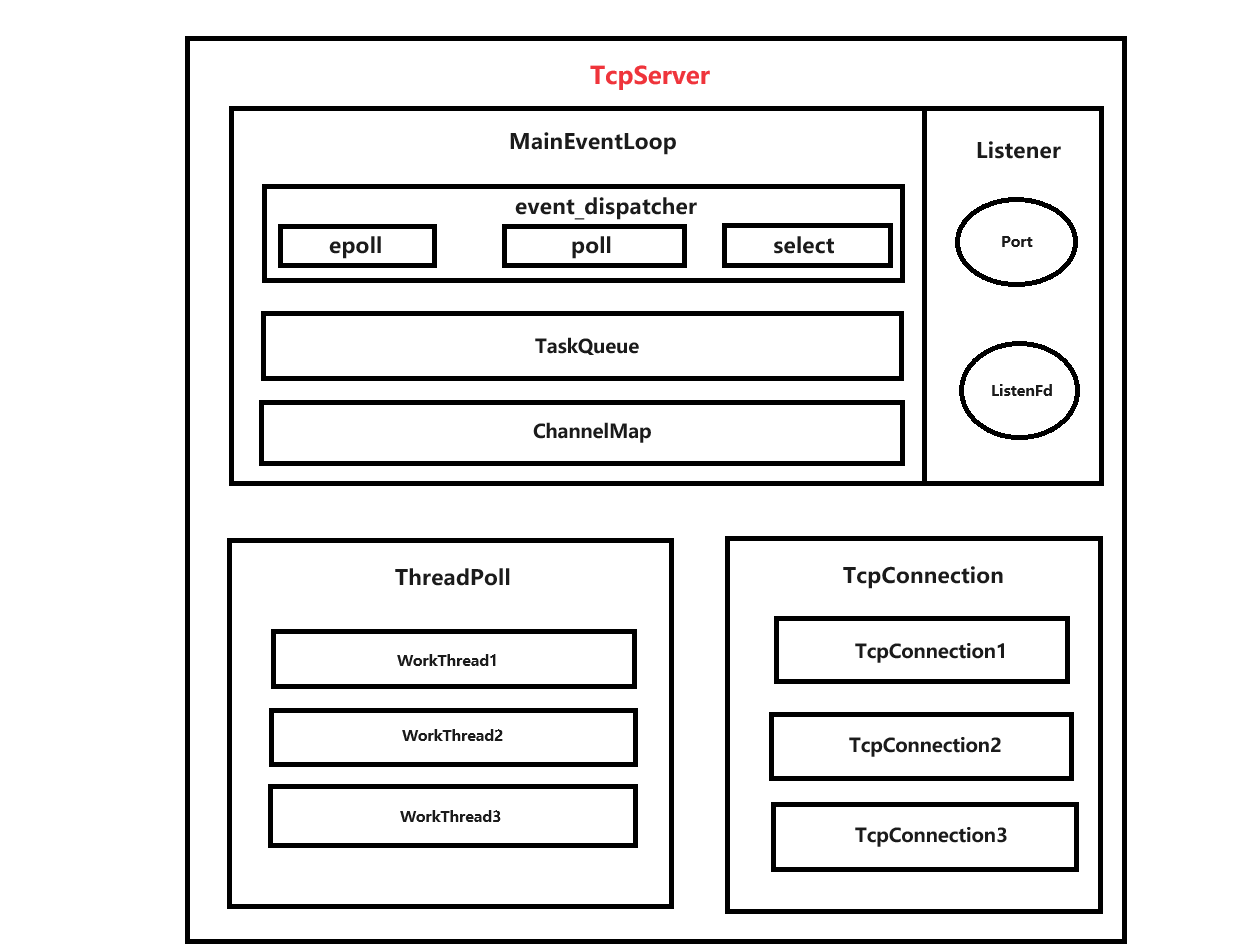 TcpServer
MainEventLoop
event_dispatcher
epoll
poll
select
TaskQueue
ChannelMap
Listener
Port
ListenFd
ThreadPoll
WorkThread1
WorkThread2
WorkThread3
TcpConnection
TcpConnection1
TcpConnection2
TcpConnection3